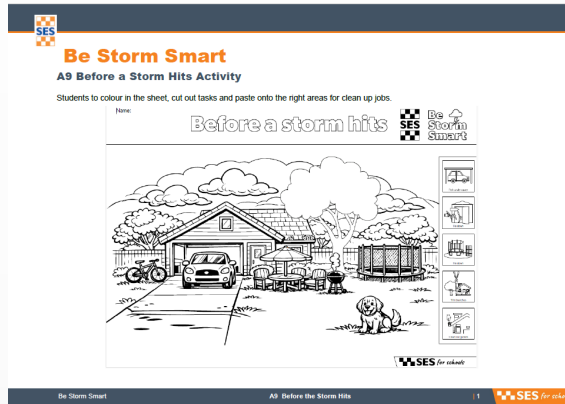 SES
Be Storm Smart
A9 Before a Storm Hits Activity
Students to colour in the sheet, cut out tasks and paste onto the right areas for clean up jobs.
Name:
Before a storm hits
SES
Be
Storm
Smart
SES for schools
Be Storm Smart
A9 Before the Storm Hits
| 1
SES for scho